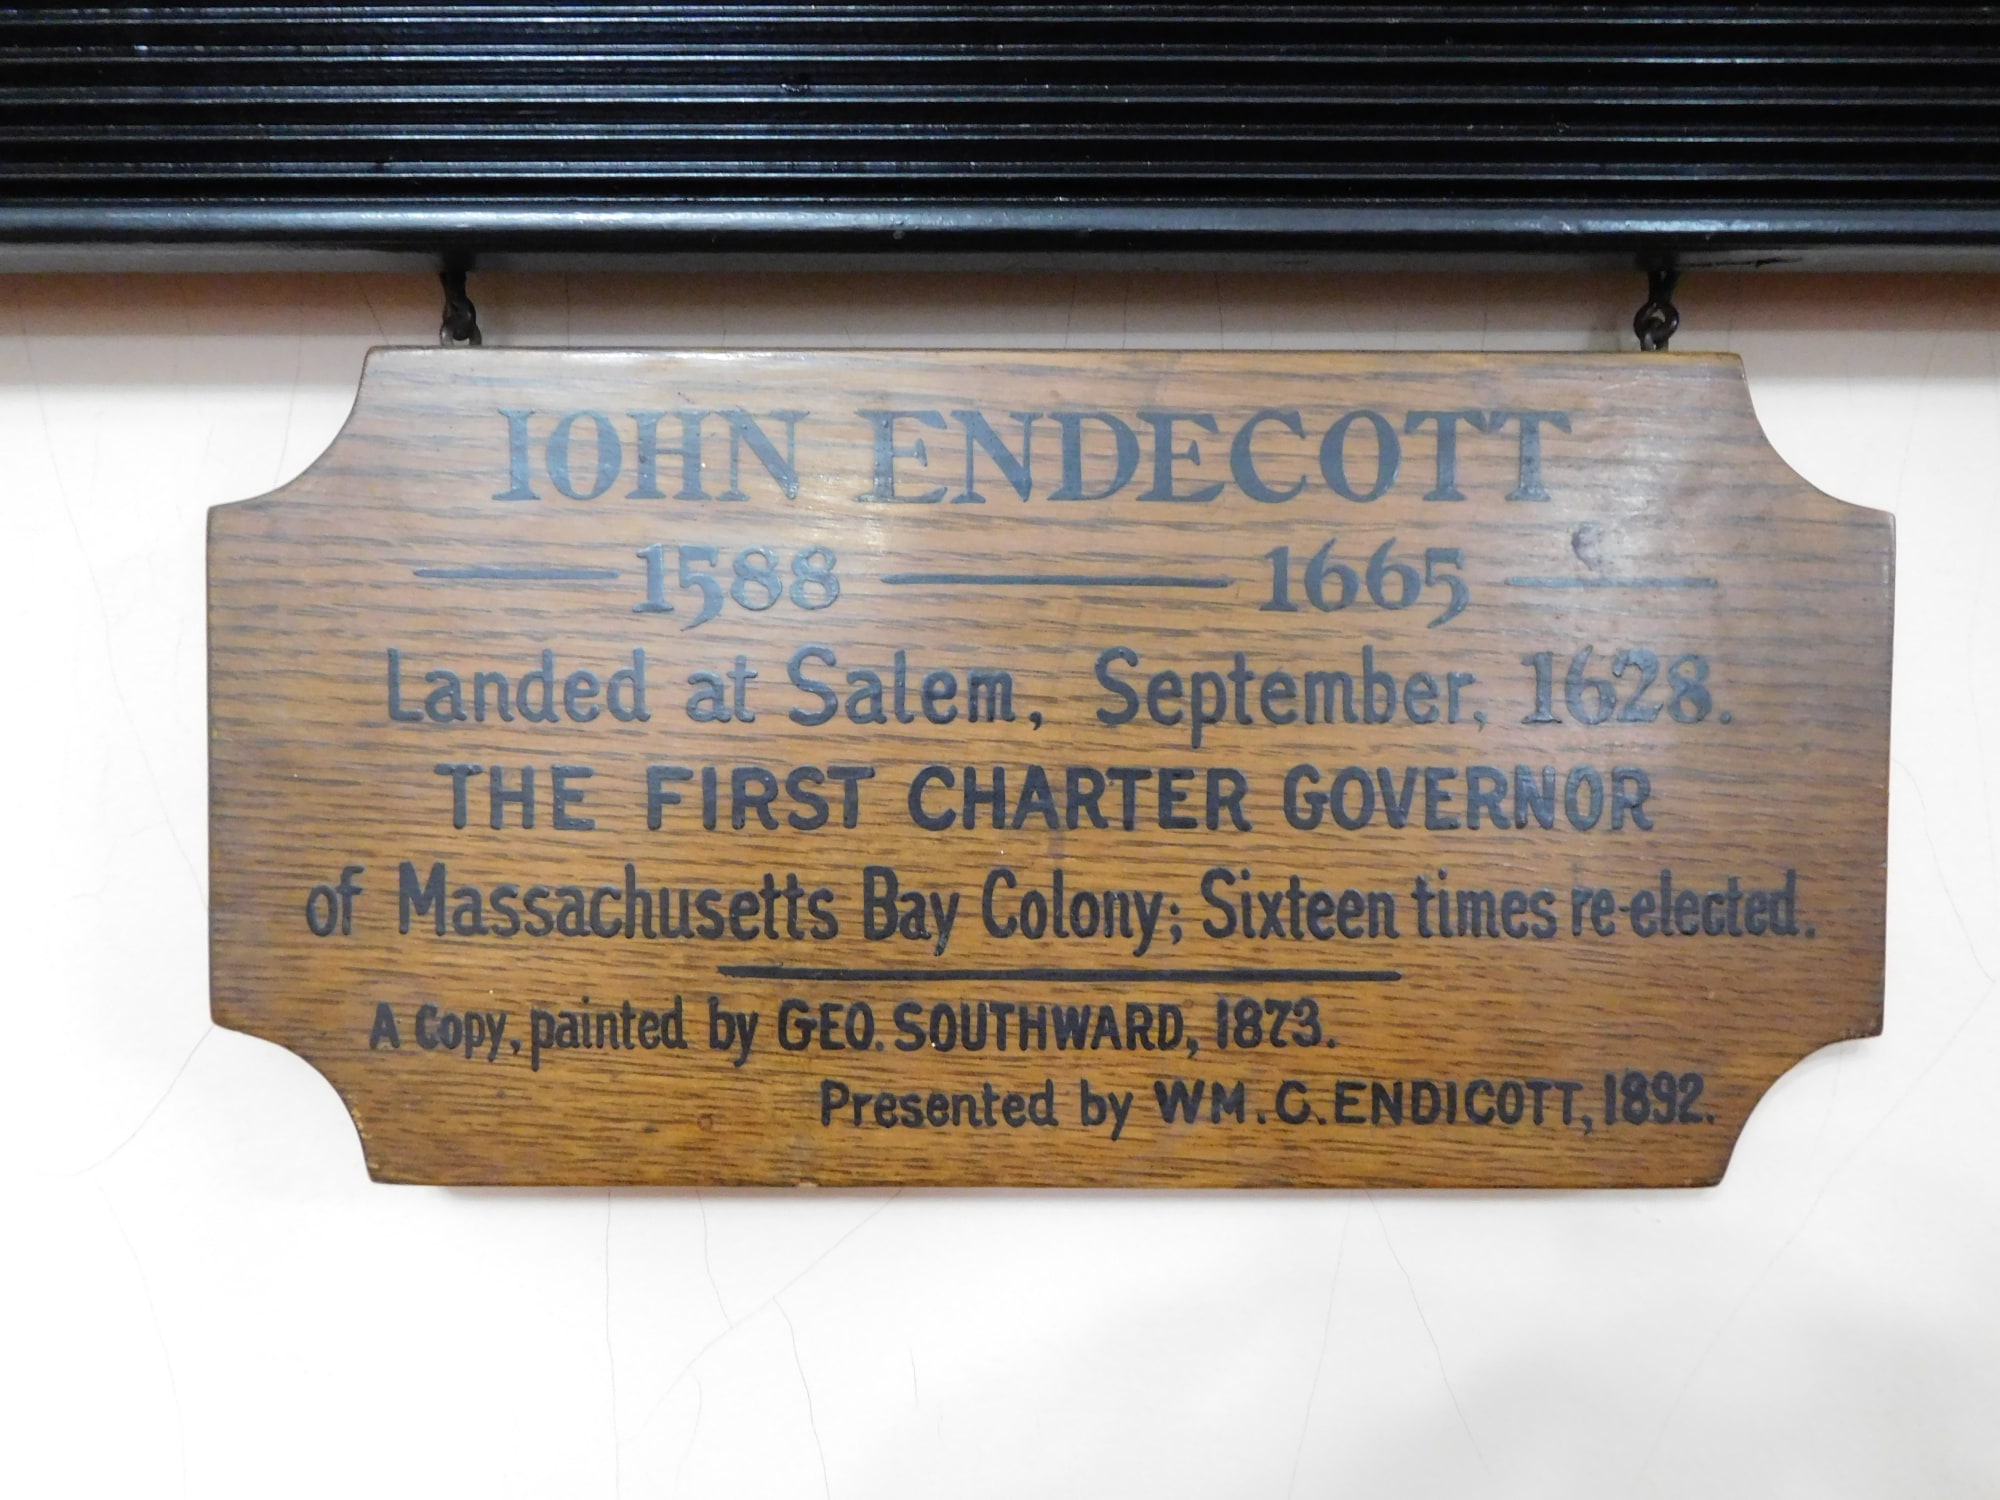 IOHN ENDECOTT
1588 — 1665
Landed at Salem, September, 1628.
THE FIRST CHARTER GOVERNOR
of Massachusetts Bay Colony; Sixteen times re-elected.
A Copy, painted by GEO. SOUTHWARD, 1873.
Presented by WM. C. ENDICOTT, 1892.